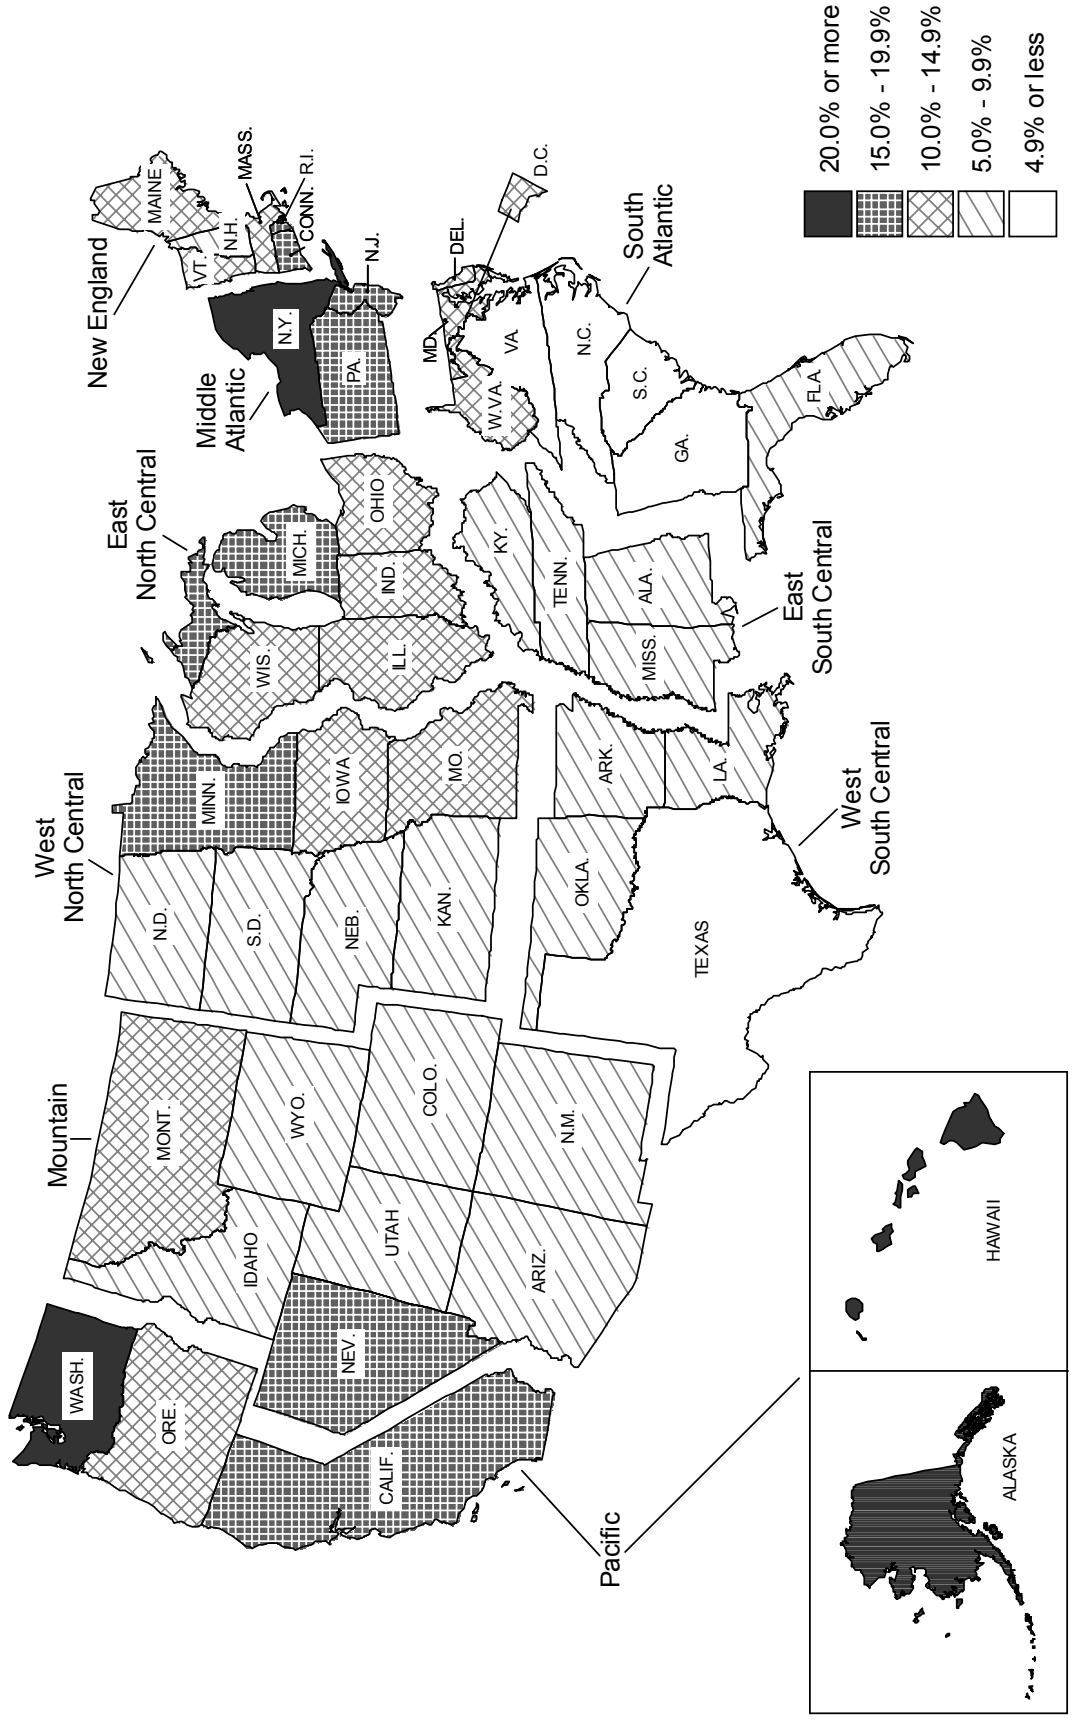 Pacific
Mountain
West
North Central
East
North Central
Middle
Atlantic
New England
South
Atlantic
East
South Central
West
South Central
WASH.
ORE.
CALIF.
NEV.
IDAHO
MONT.
WYO.
UTAH
COLO.
ARIZ.
N.M.
N.D.
S.D.
NEB.
KAN.
MINN.
IOWA
MO.
OKLA.
ARK.
TEXAS
LA.
WIS.
MICH.
ILL.
IND.
OHIO
KY.
TENN.
MISS.
ALA.
N.Y.
PA.
N.J.
MAINE
VT.
N.H.
MASS.
R.I.
CONN.
DEL.
MD.
D.C.
W.VA.
VA.
N.C.
S.C.
GA.
FLA.
ALASKA
HAWAII
20.0% or more
15.0% - 19.9%
10.0% - 14.9%
5.0% - 9.9%
4.9% or less